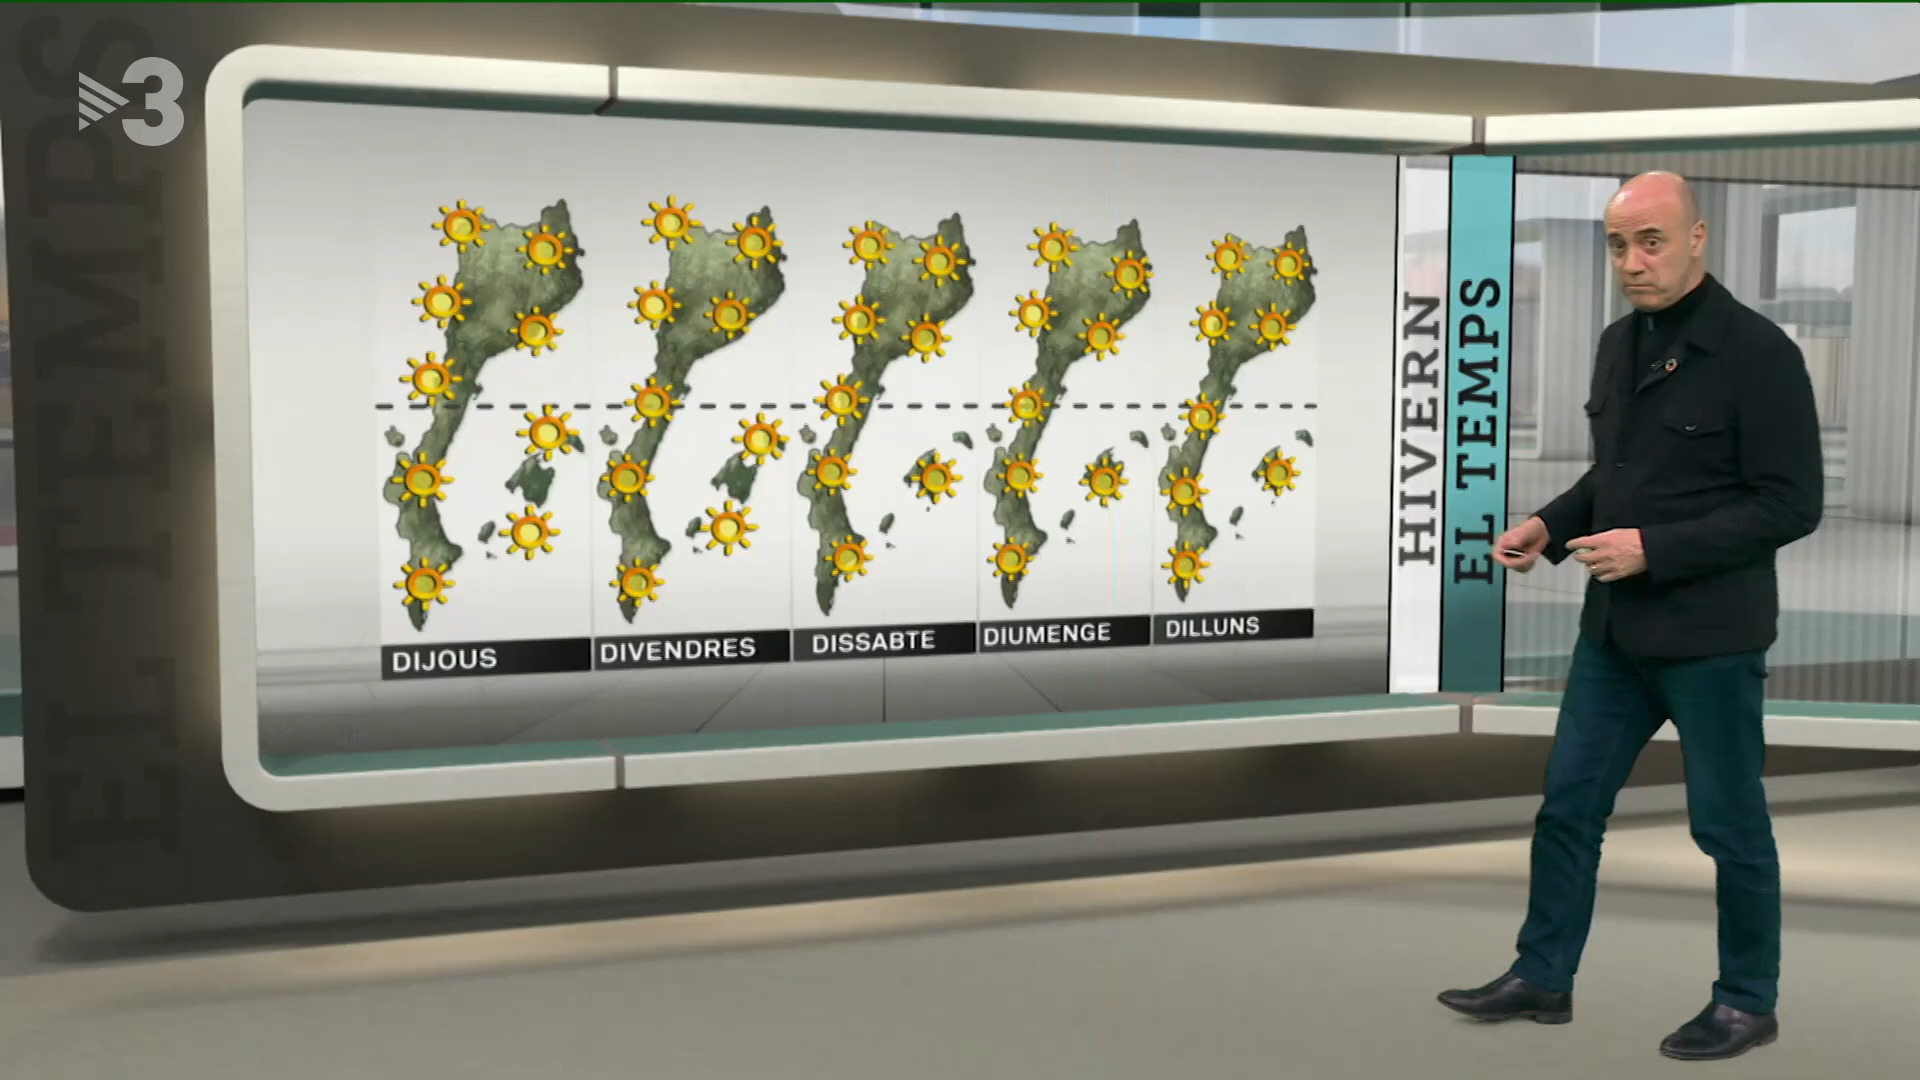 3
EL TEMPS
DIJOUS
DIVENDRES
DISSABTE
DIUMENGE
DILLUNS
HIVERN
EL TEMPS